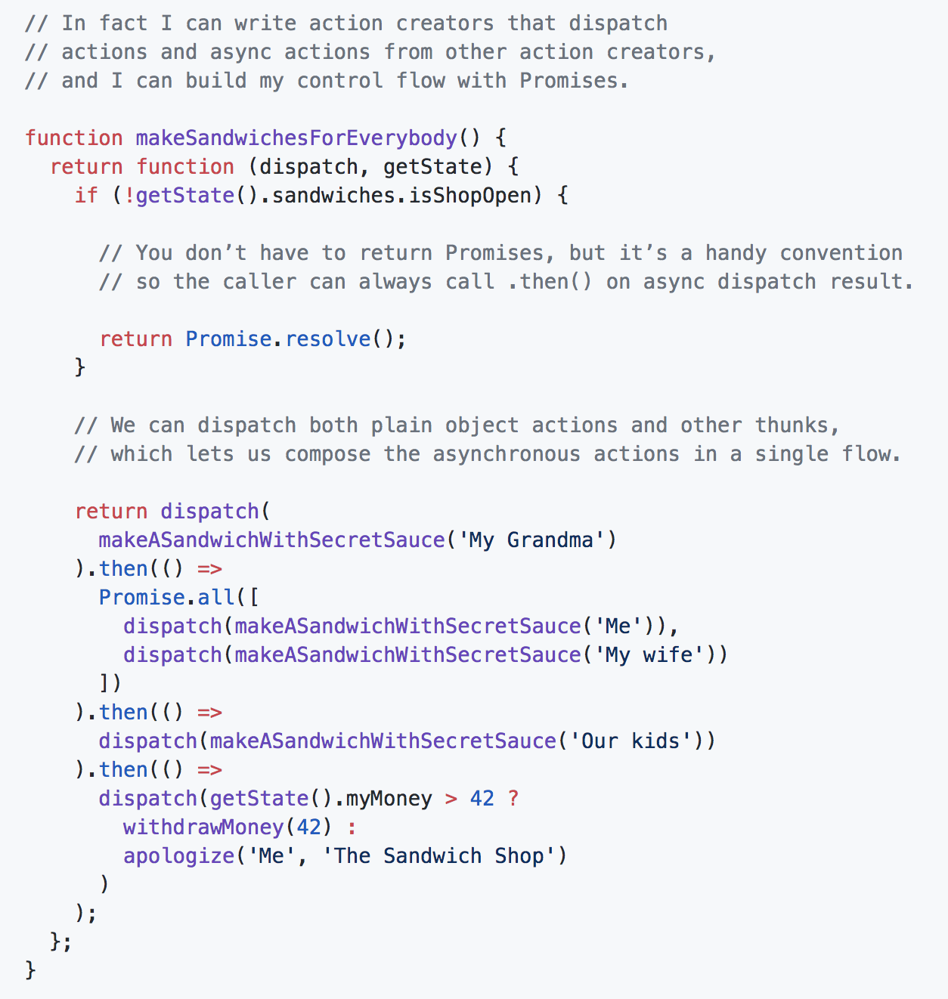 // In fact I can write action creators that dispatch
// actions and async actions from other action creators,
// and I can build my control flow with Promises.

function makeSandwichesForEverybody() {
  return function (dispatch, getState) {
    if (!getState().sandwiches.isShopOpen) {

      // You don’t have to return Promises, but it’s a handy convention
      // so the caller can always call .then() on async dispatch result.

      return Promise.resolve();
    }

    // We can dispatch both plain object actions and other thunks,
    // which lets us compose the asynchronous actions in a single flow.

    return dispatch(
      makeASandwichWithSecretSauce('My Grandma')
    ).then(() =>
      Promise.all([
        dispatch(makeASandwichWithSecretSauce('Me')),
        dispatch(makeASandwichWithSecretSauce('My wife'))
      ])
    ).then(() =>
      dispatch(makeASandwichWithSecretSauce('Our kids'))
    ).then(() =>
      dispatch(getState().myMoney > 42 ?
        withdrawMoney(42) :
        apologize('Me', 'The Sandwich Shop')
      )
    );
  };
}